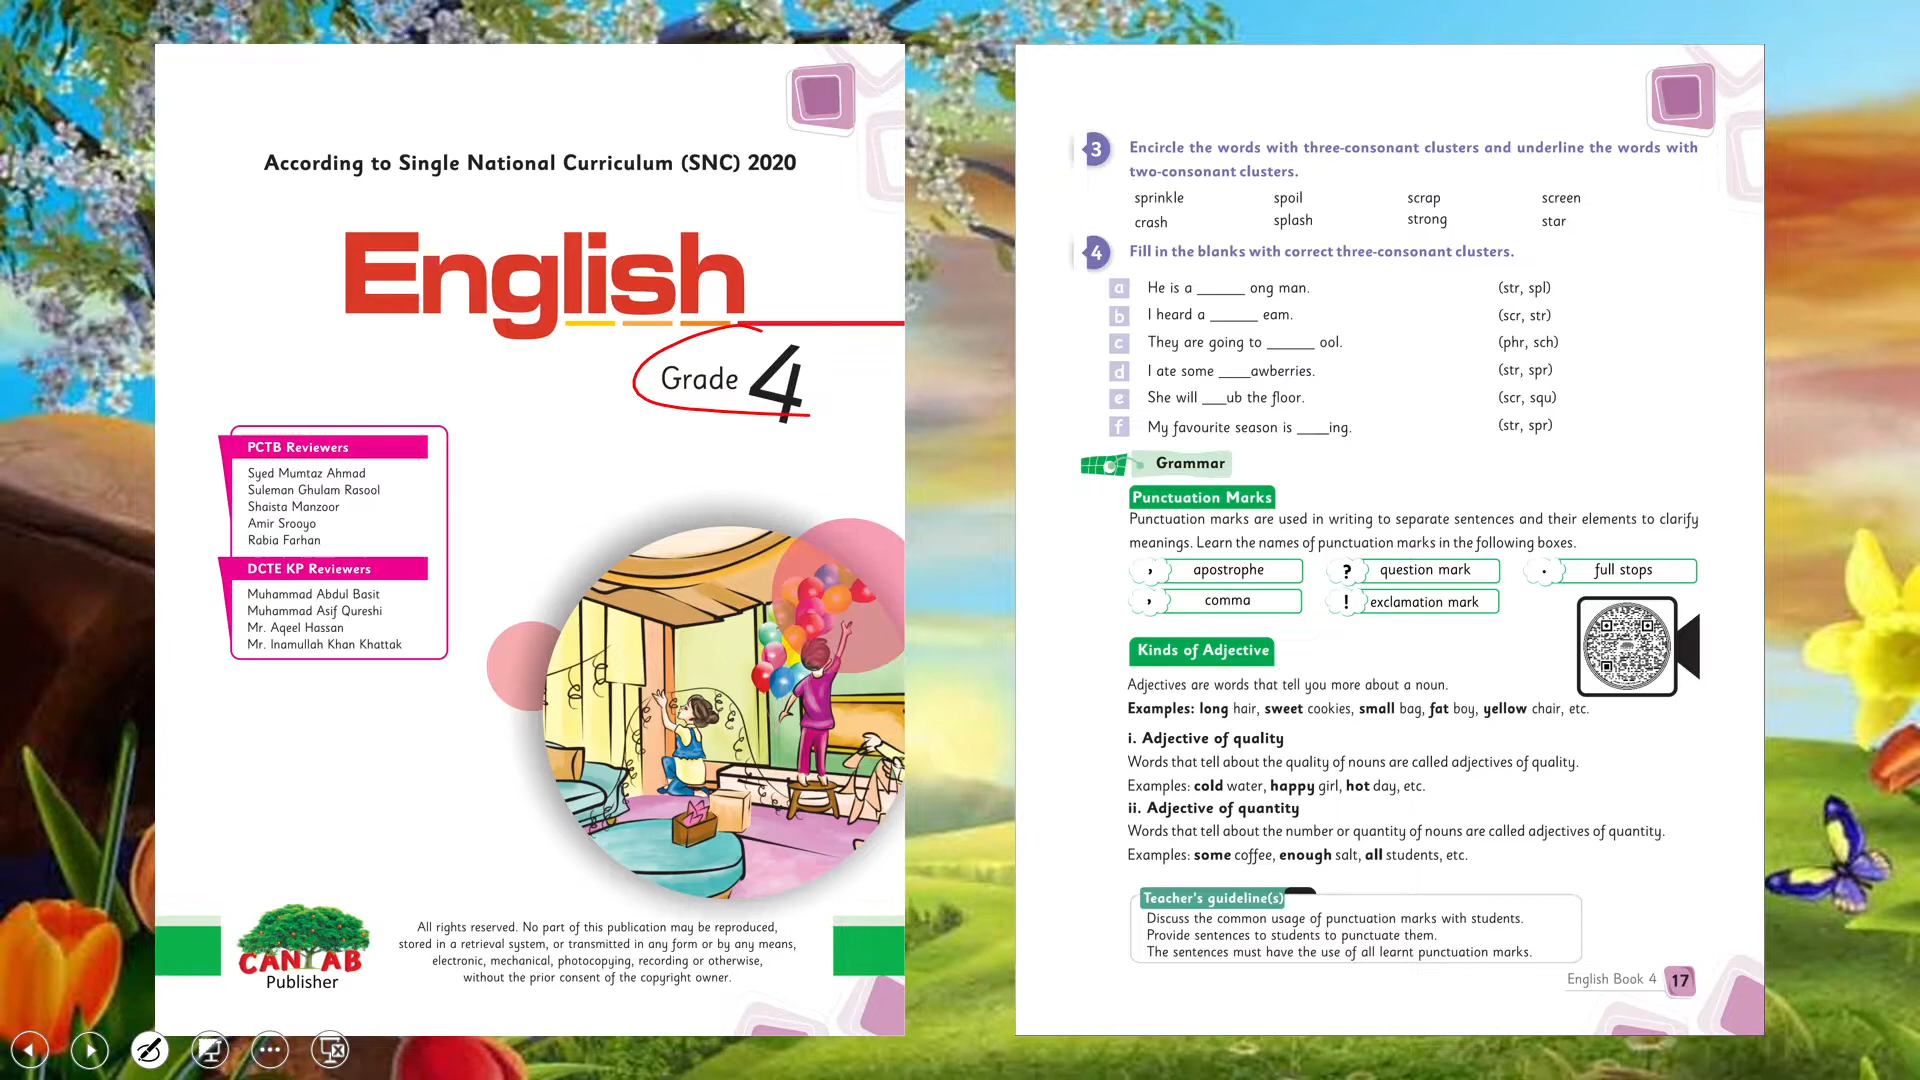 According to Single National Curriculum (SNC) 2020
English
Grade 4
PCTB Reviewers
Syed Mumtaz Ahmad
Suleman Ghulam Rasool
Shaista Manzoor
Amir Srooyo
Rabia Farhan
DCTE KP Reviewers
Muhammad Abdul Basit
Muhammad Asif Qureshi
Mr. Aqeel Hassan
Mr. Inamullah Khan Khattak
CANTAB
Publisher
All rights reserved. No part of this publication may be reproduced,
stored in a retrieval system, or transmitted in any form or by any means,
electronic, mechanical, photocopying, recording or otherwise,
without the prior consent of the copyright owner.
3 Encircle the words with three-consonant clusters and underline the words with
two-consonant clusters.
sprinkle spoil scrap screen
crash splash strong star
4 Fill in the blanks with correct three-consonant clusters.
a He is a ______ ong man. (str, spl)
b I heard a ______ eam. (scr, str)
c They are going to ______ ool. (phr, sch)
d I ate some ____awberries. (str, spr)
e She will ___ub the floor. (scr, squ)
f My favourite season is ____ing. (str, spr)
Grammar
Punctuation Marks
Punctuation marks are used in writing to separate sentences and their elements to clarify
meanings. Learn the names of punctuation marks in the following boxes.
’ apostrophe ? question mark . full stops
, comma ! exclamation mark
Kinds of Adjective
Adjectives are words that tell you more about a noun.
Examples: long hair, sweet cookies, small bag, fat boy, yellow chair, etc.
i. Adjective of quality
Words that tell about the quality of nouns are called adjectives of quality.
Examples: cold water, happy girl, hot day, etc.
ii. Adjective of quantity
Words that tell about the number or quantity of nouns are called adjectives of quantity.
Examples: some coffee, enough salt, all students, etc.
Teacher's guideline(s)
Discuss the common usage of punctuation marks with students.
Provide sentences to students to punctuate them.
The sentences must have the use of all learnt punctuation marks.
English Book 4 17